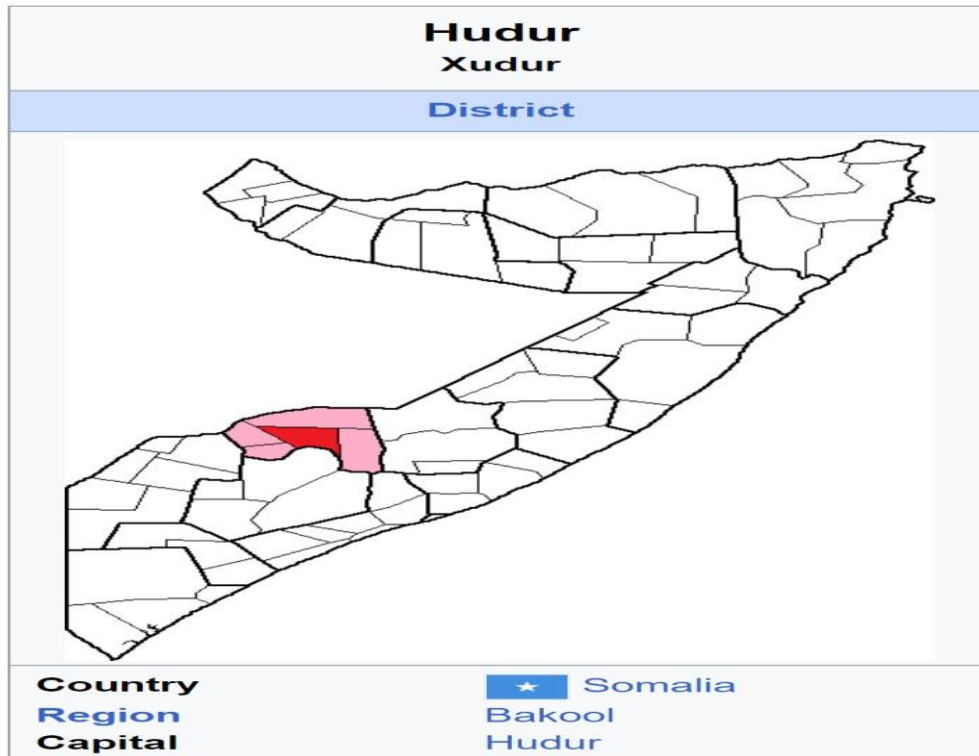 Hudur
Xudur
District
Country Somalia
Region Bakool
Capital Hudur